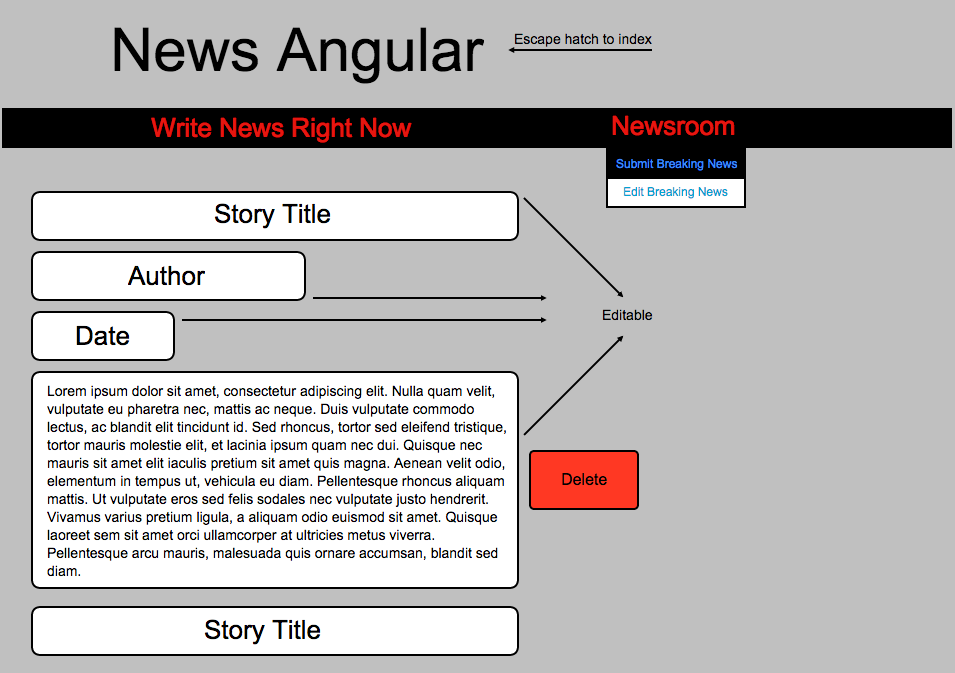 News Angular
Escape hatch to index
Write News Right Now
Newsroom
Submit Breaking News
Edit Breaking News
Story Title
Author
Date
Editable
Lorem ipsum dolor sit amet, consectetur adipiscing elit. Nulla quam velit,
vulputate eu pharetra nec, mattis ac neque. Duis vulputate commodo
lectus, ac blandit elit tincidunt id. Sed rhoncus, tortor sed eleifend tristique,
tortor mauris molestie elit, et lacinia ipsum quam nec dui. Quisque nec
mauris sit amet elit iaculis pretium sit amet quis magna. Aenean velit odio,
elementum in tempus ut, vehicula eu diam. Pellentesque rhoncus aliquam
mattis. Ut vulputate eros sed felis sodales nec vulputate justo hendrerit.
Vivamus varius pretium ligula, a aliquam odio euismod sit amet. Quisque
laoreet sem sit amet orci ullamcorper at ultricies metus viverra.
Pellentesque arcu mauris, malesuada quis ornare accumsan, blandit sed
diam.
Delete
Story Title